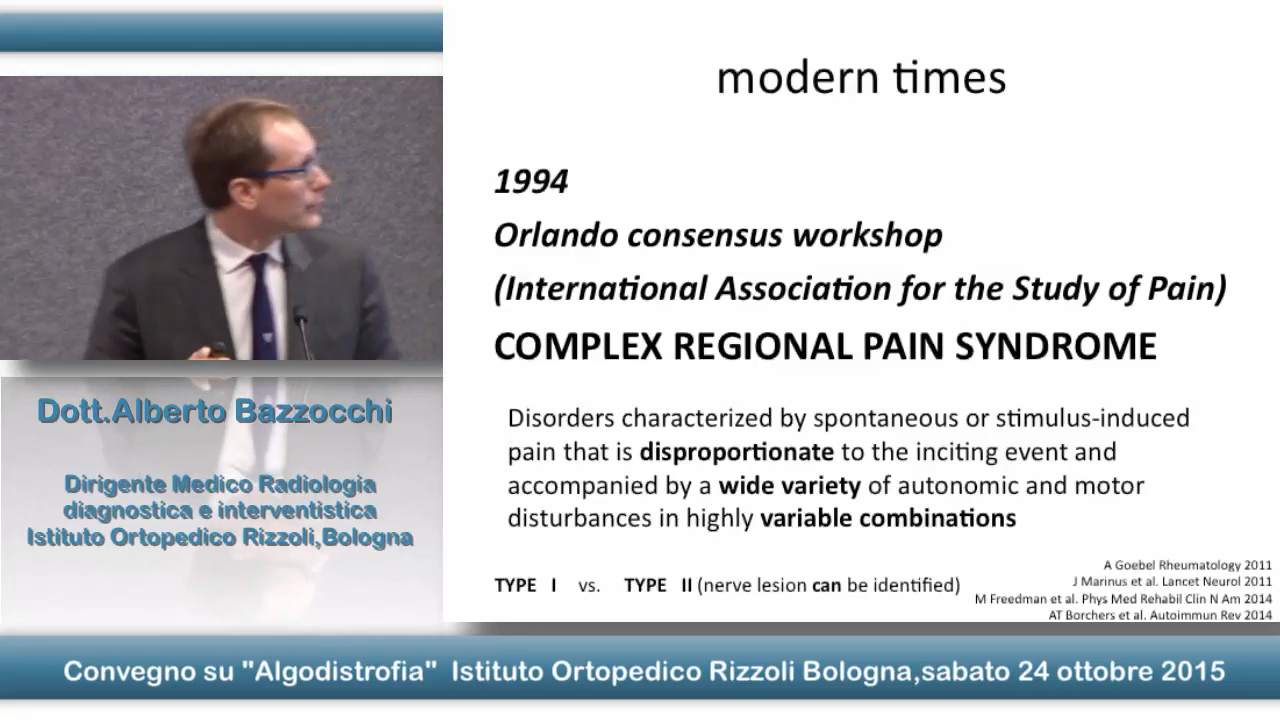 modern times
1994
Orlando consensus workshop
(International Association for the Study of Pain)
COMPLEX REGIONAL PAIN SYNDROME
Disorders characterized by spontaneous or stimulus-induced
pain that is disproportionate to the inciting event and
accompanied by a wide variety of autonomic and motor
disturbances in highly variable combinations
TYPE I vs. TYPE II (nerve lesion can be identified)
A Goebel Rheumatology 2011
J Marinus et al. Lancet Neurol 2011
M Freedman et al. Phys Med Rehabil Clin N Am 2014
AT Borchers et al. Autoimmun Rev 2014
Dott.Alberto Bazzocchi
Dirigente Medico Radiologia
diagnostica e interventistica
Istituto Ortopedico Rizzoli,Bologna
Convegno su "Algodistrofia" Istituto Ortopedico Rizzoli Bologna,sabato 24 ottobre 2015